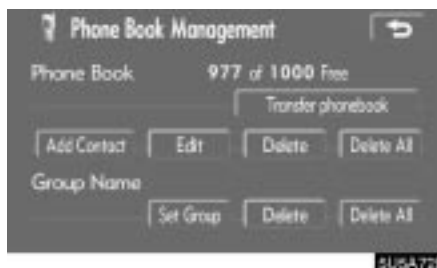 Phone Book Management
Phone Book 977 of 1000 Free
Transfer phonebook
Add Contact Edit Delete Delete All
Group Name
Set Group Delete Delete All